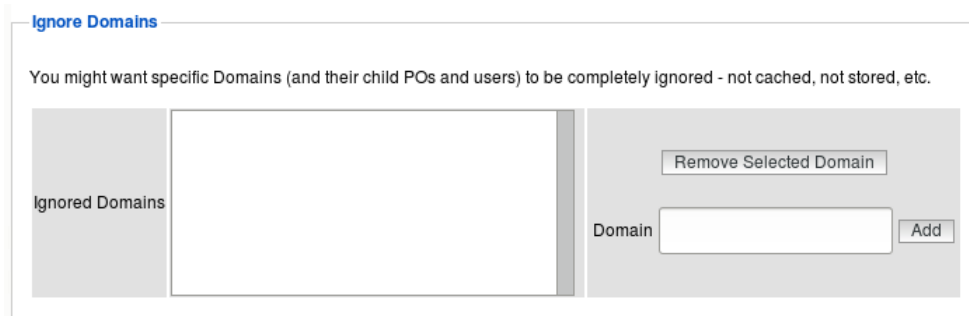 Ignore Domains
You might want specific Domains (and their child POs and users) to be completely ignored - not cached, not stored, etc.
Ignored Domains
Remove Selected Domain
Domain
Add